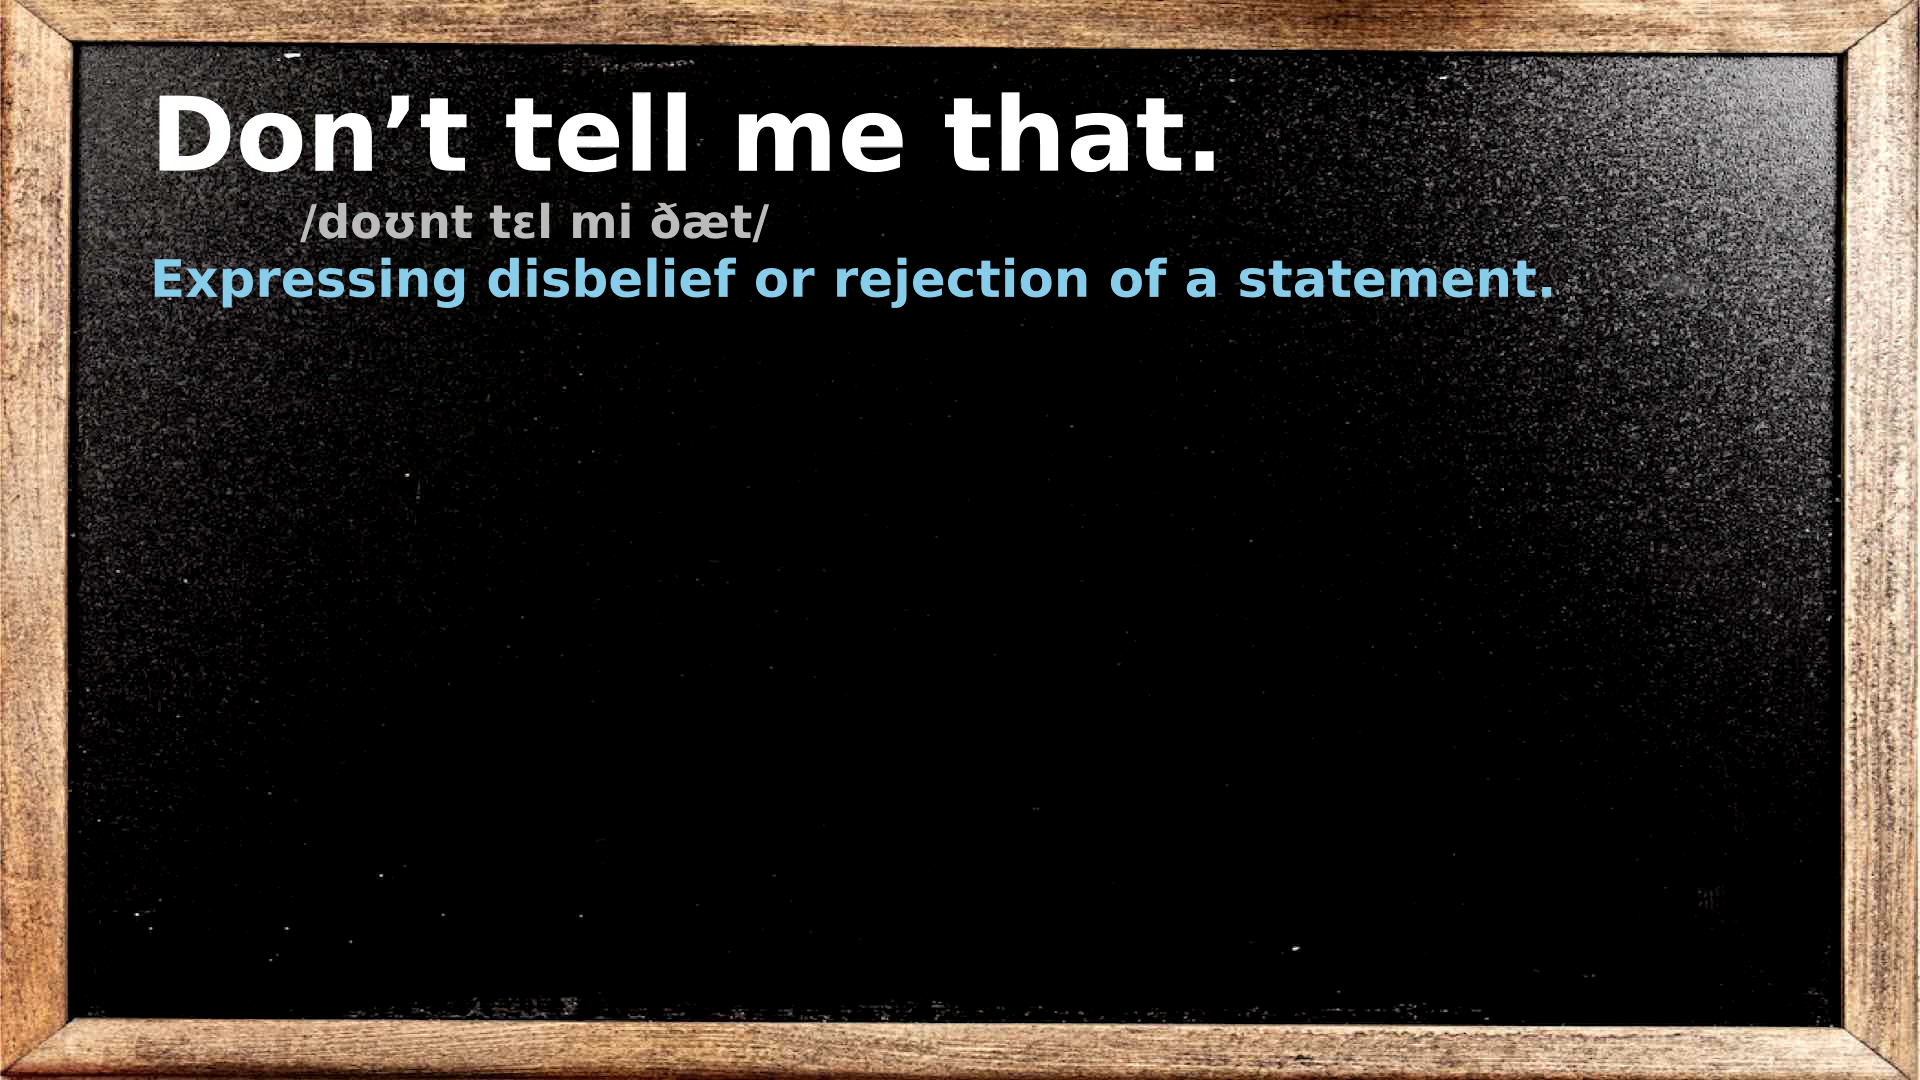 Don’t tell me that.
/doʊnt tɛl mi ðæt/
Expressing disbelief or rejection of a statement.